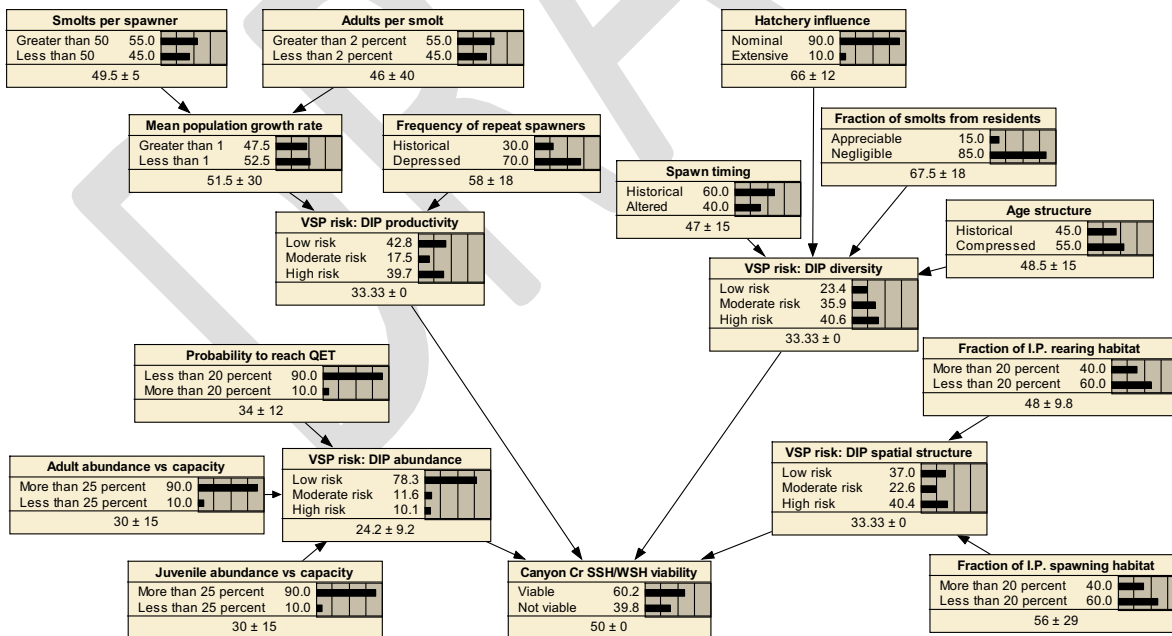 Smolts per spawner
Greater than 50 55.0
Less than 50 45.0
49.5 ± 5
Adults per smolt
Greater than 2 percent 55.0
Less than 2 percent 45.0
46 ± 40
Hatchery influence
Nominal 90.0
Extensive 10.0
66 ± 12
Mean population growth rate
Greater than 1 47.5
Less than 1 52.5
51.5 ± 30
Frequency of repeat spawners
Historical 30.0
Depressed 70.0
58 ± 18
Fraction of smolts from residents
Appreciable 15.0
Negligible 85.0
67.5 ± 18
Spawn timing
Historical 60.0
Altered 40.0
47 ± 15
Age structure
Historical 45.0
Compressed 55.0
48.5 ± 15
VSP risk: DIP productivity
Low risk 42.8
Moderate risk 17.5
High risk 39.7
33.33 ± 0
VSP risk: DIP diversity
Low risk 23.4
Moderate risk 35.9
High risk 40.6
33.33 ± 0
Probability to reach QET
Less than 20 percent 90.0
More than 20 percent 10.0
34 ± 12
Fraction of I.P. rearing habitat
More than 20 percent 40.0
Less than 20 percent 60.0
48 ± 9.8
Adult abundance vs capacity
More than 25 percent 90.0
Less than 25 percent 10.0
30 ± 15
VSP risk: DIP abundance
Low risk 78.3
Moderate risk 11.6
High risk 10.1
24.2 ± 9.2
VSP risk: DIP spatial structure
Low risk 37.0
Moderate risk 22.6
High risk 40.4
33.33 ± 0
Juvenile abundance vs capacity
More than 25 percent 90.0
Less than 25 percent 10.0
30 ± 15
Canyon Cr SSH/WSH viability
Viable 60.2
Not viable 39.8
50 ± 0
Fraction of I.P. spawning habitat
More than 20 percent 40.0
Less than 20 percent 60.0
56 ± 29